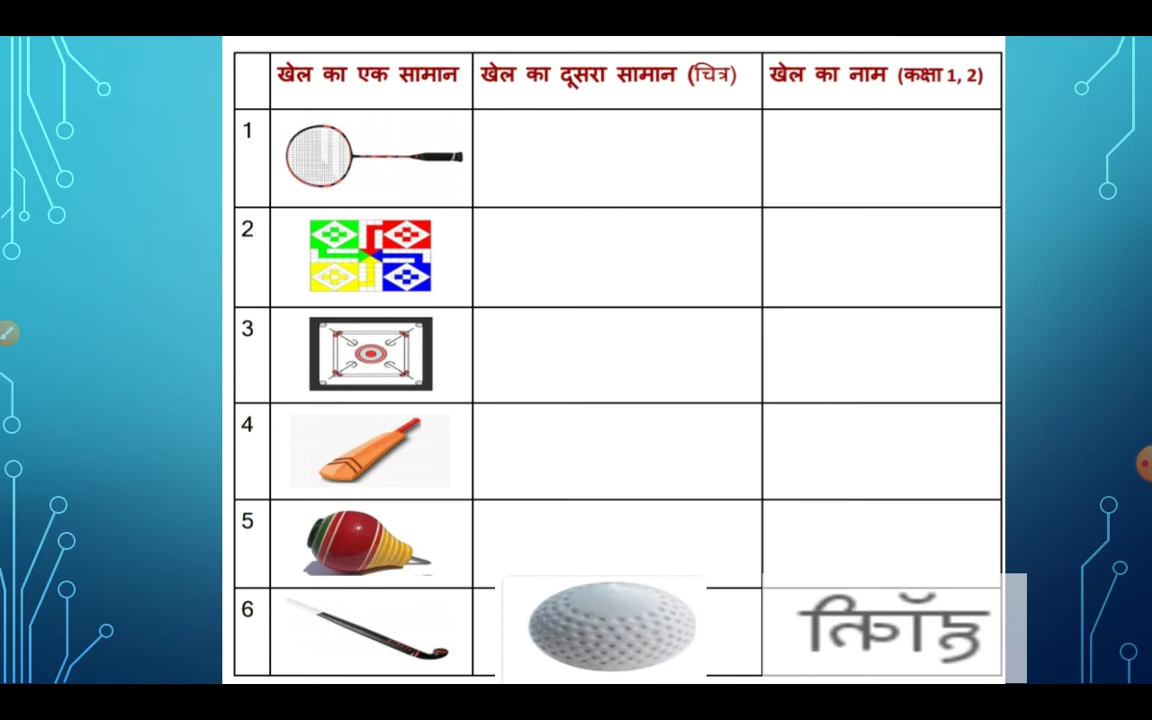 खेल का एक सामान
खेल का दूसरा सामान (चित्र)
खेल का नाम (कक्षा 1, 2)
1
2
3
4
5
6
हॉकी